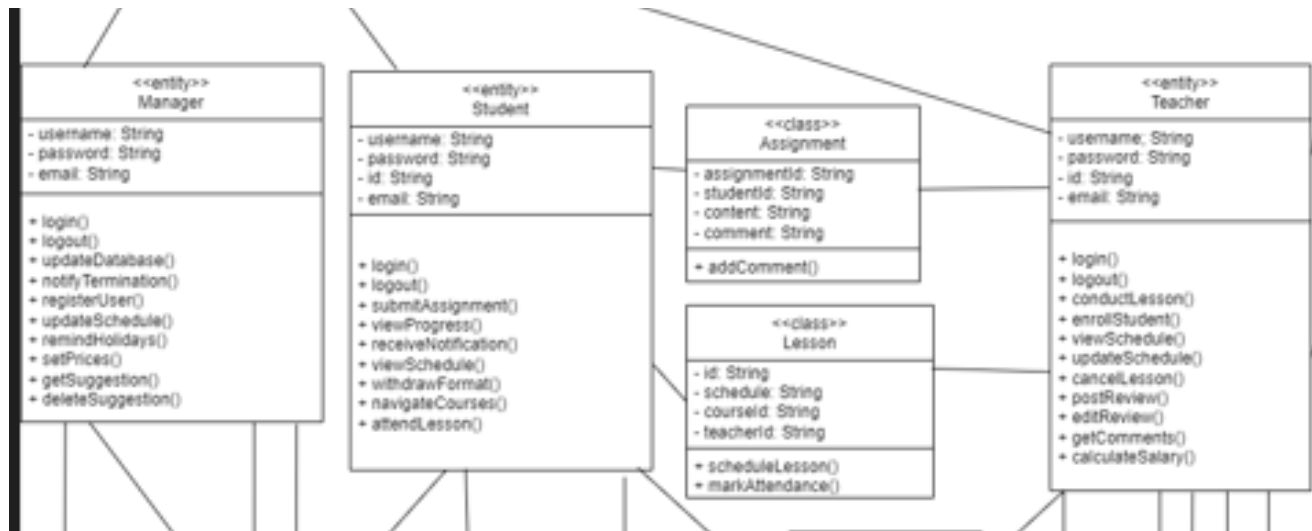 <<entity>>
Manager
- username: String
- password: String
- email: String
+ login()
+ logout()
+ updateDatabase()
+ notifyTermination()
+ registerUser()
+ updateSchedule()
+ remindHolidays()
+ setPrices()
+ getSuggestion()
+ deleteSuggestion()
<<entity>>
Student
- username: String
- password: String
- id: String
- email: String
+ login()
+ logout()
+ submitAssignment()
+ viewProgress()
+ receiveNotification()
+ viewSchedule()
+ withdrawFormat()
+ navigateCourses()
+ attendLesson()
<<class>>
Assignment
- assignmentId: String
- studentId: String
- content: String
- comment: String
+ addComment()
<<class>>
Lesson
- id: String
- schedule: String
- courseId: String
- teacherId: String
+ scheduleLesson()
+ markAttendance()
<<entity>>
Teacher
- username; String
- password: String
- id: String
- email: String
+ login()
+ logout()
+ conductLesson()
+ enrollStudent()
+ viewSchedule()
+ updateSchedule()
+ cancelLesson()
+ postReview()
+ editReview()
+ getComments()
+ calculateSalary()